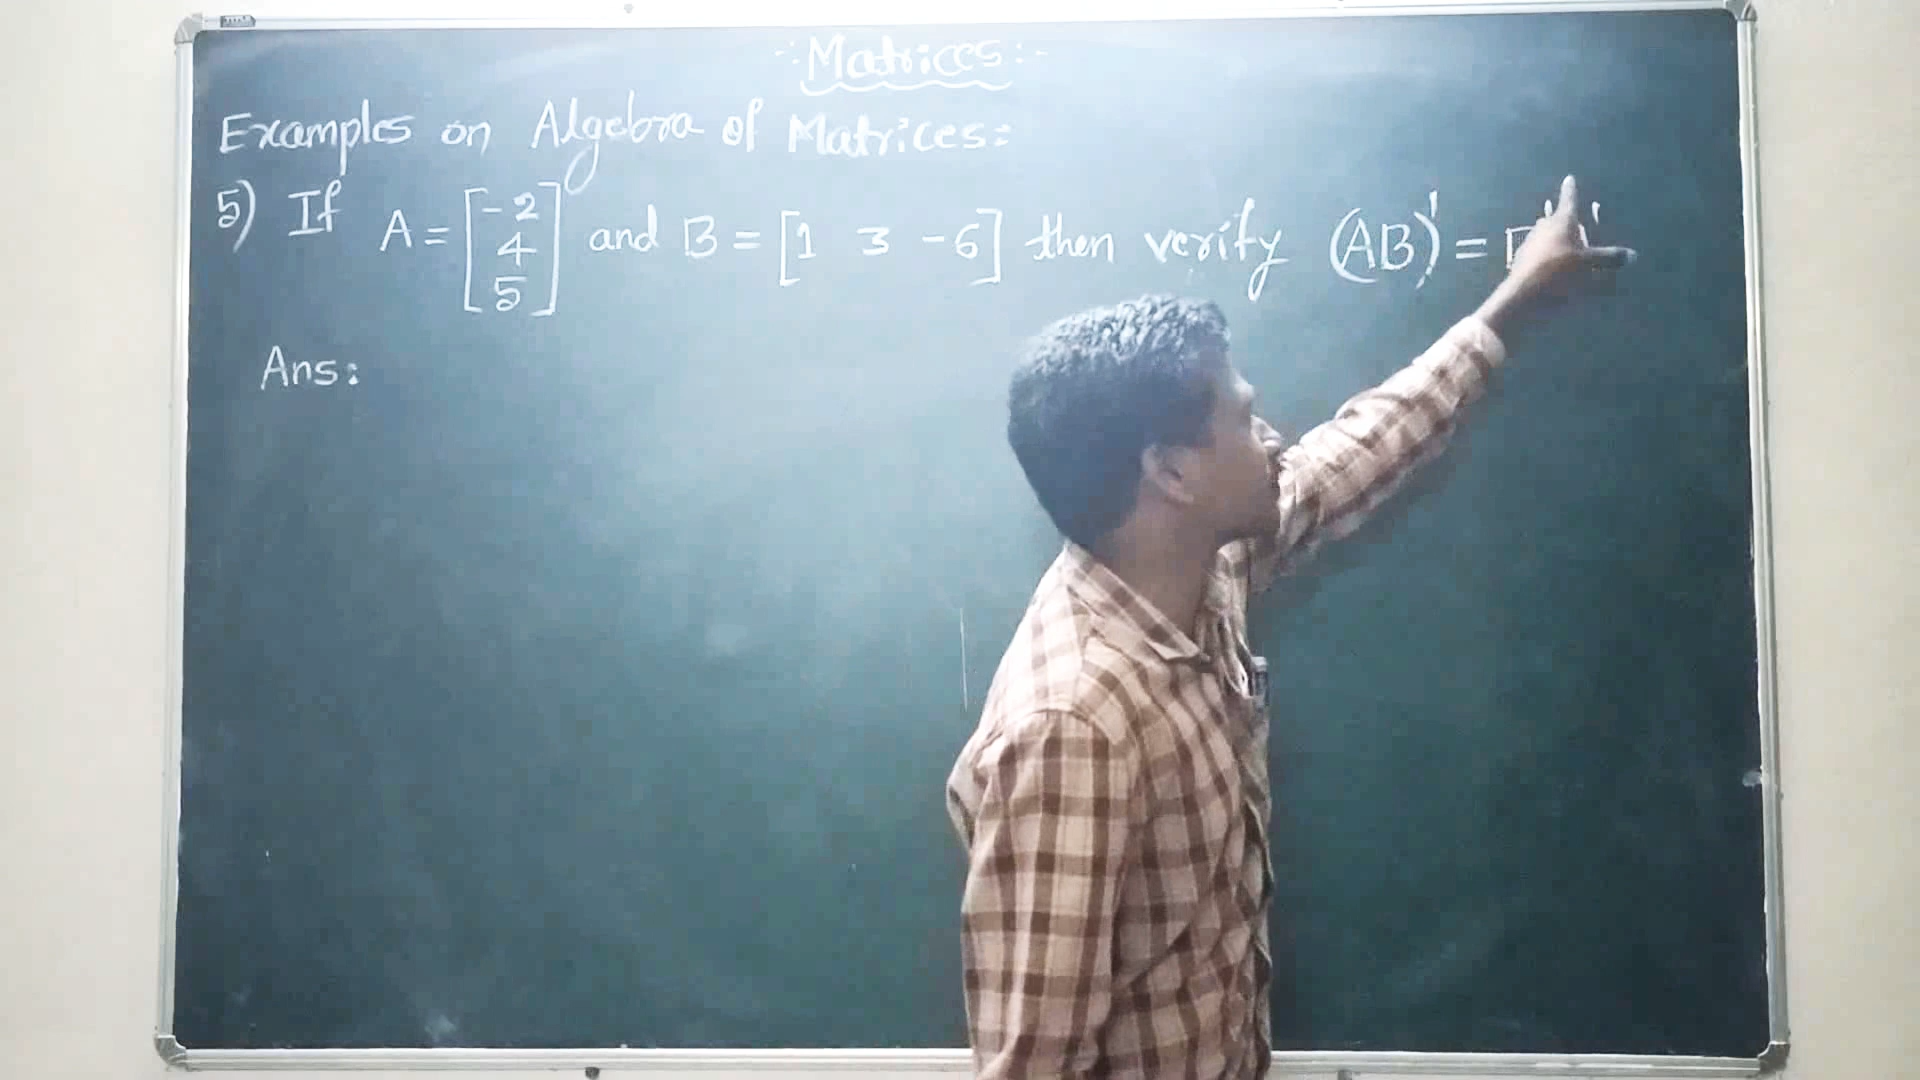 -:Matrices:-
Examples on Algebra of Matrices:
5) If A = [-2 4 5] and B = [1 3 -6] then verify (AB)' =
Ans: